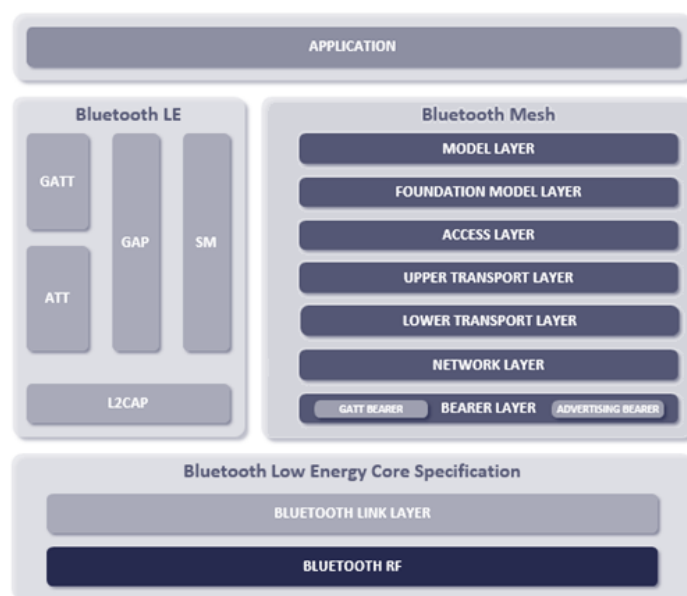 APPLICATION
Bluetooth LE
GATT
GAP
SM
ATT
L2CAP
Bluetooth Mesh
MODEL LAYER
FOUNDATION MODEL LAYER
ACCESS LAYER
UPPER TRANSPORT LAYER
LOWER TRANSPORT LAYER
NETWORK LAYER
GATT BEARER BEARER LAYER ADVERTISING BEARER
Bluetooth Low Energy Core Specification
BLUETOOTH LINK LAYER
BLUETOOTH RF